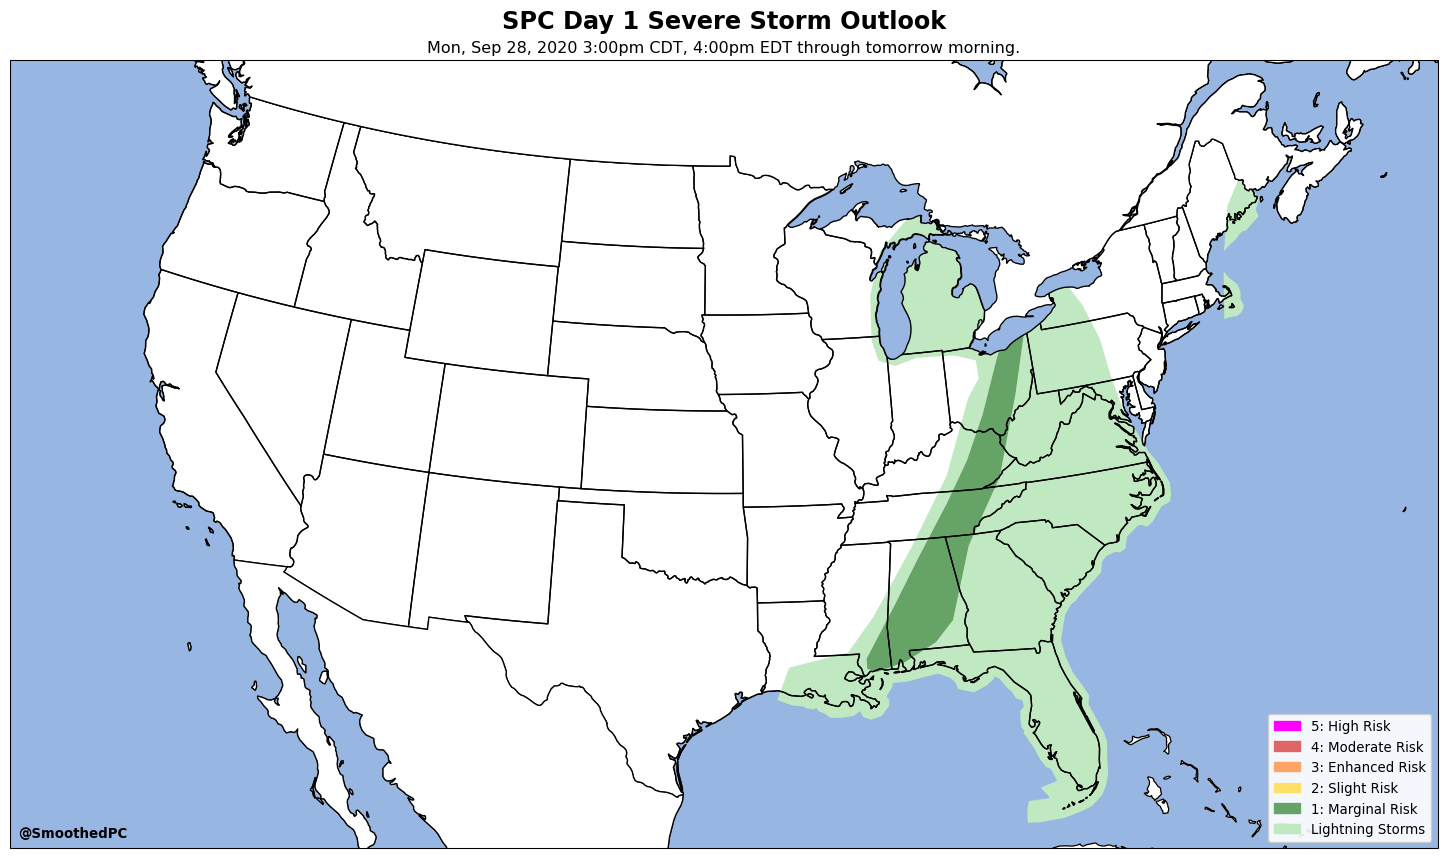 SPC Day 1 Severe Storm Outlook
Mon, Sep 28, 2020 3:00pm CDT, 4:00pm EDT through tomorrow morning.
5: High Risk
4: Moderate Risk
3: Enhanced Risk
2: Slight Risk
1: Marginal Risk
Lightning Storms
@SmoothedPC